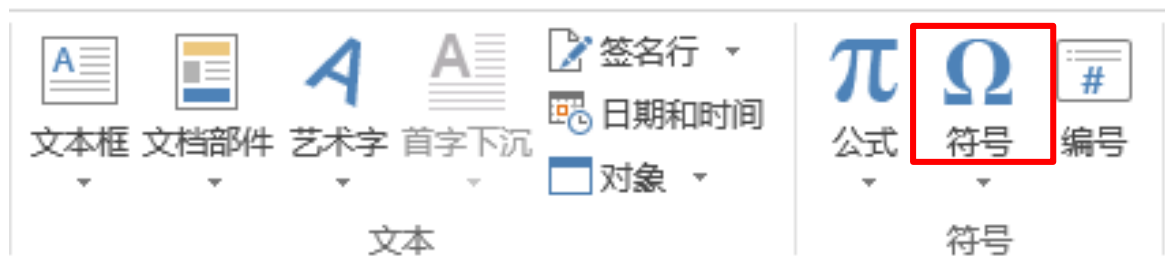 签名行
日期和时间
对象
文本框 文档部件 艺术字 首字下沉
公式 符号 编号
文本
符号